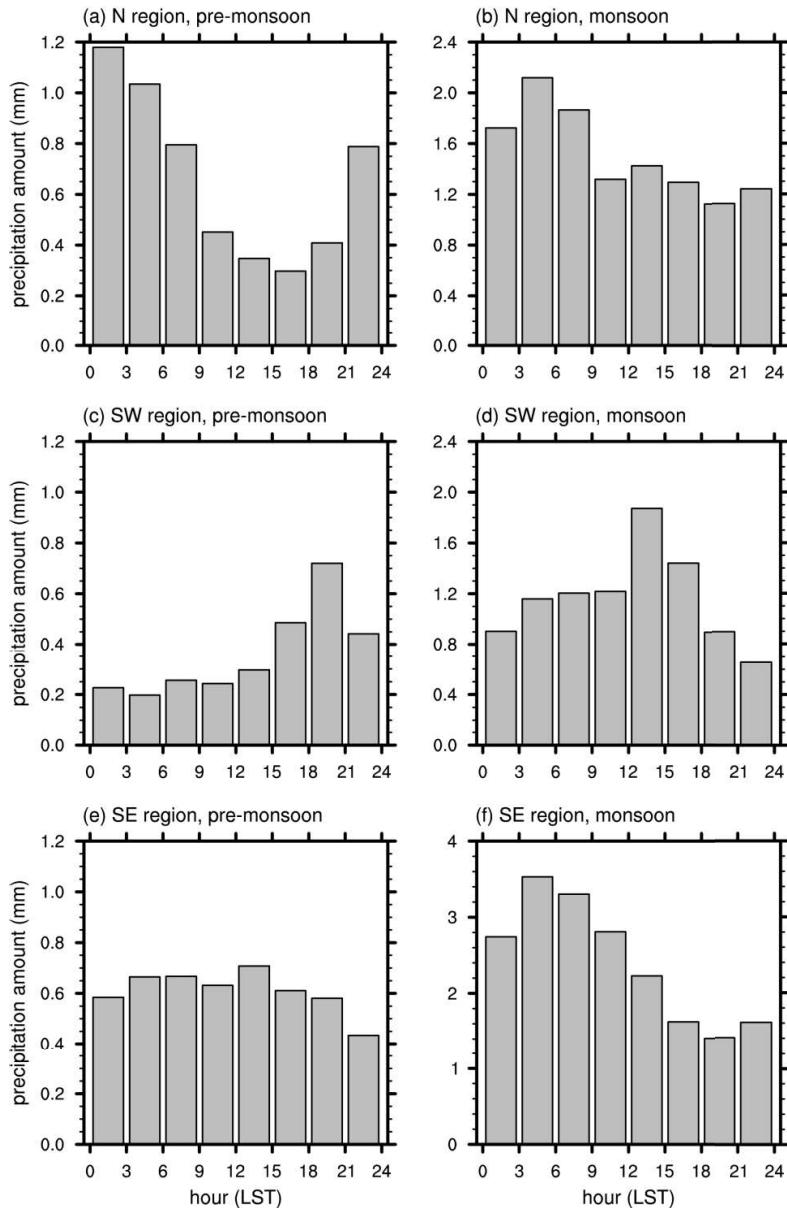 (a) N region, pre-monsoon
precipitation amount (mm)
1.2
1.0
0.8
0.6
0.4
0.2
0.0
0 3 6 9 12 15 18 21 24
(b) N region, monsoon
2.4
2.0
1.6
1.2
0.8
0.4
0.0
0 3 6 9 12 15 18 21 24
(c) SW region, pre-monsoon
precipitation amount (mm)
1.2
1.0
0.8
0.6
0.4
0.2
0.0
0 3 6 9 12 15 18 21 24
(d) SW region, monsoon
2.4
2.0
1.6
1.2
0.8
0.4
0.0
0 3 6 9 12 15 18 21 24
(e) SE region, pre-monsoon
precipitation amount (mm)
1.2
1.0
0.8
0.6
0.4
0.2
0.0
0 3 6 9 12 15 18 21 24
hour (LST)
(f) SE region, monsoon
4
3
2
1
0
0 3 6 9 12 15 18 21 24
hour (LST)